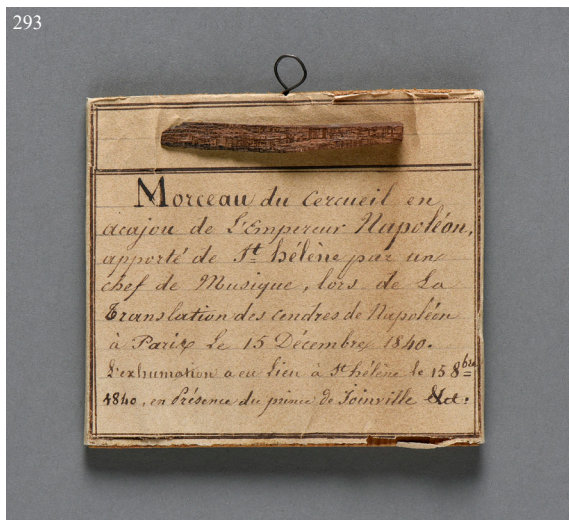 293
Morceau du Cercueil en
acajou de L'Empereur Napoléon,
apporté de St hélène par un
chef de Musique, lors de La
Translation des cendres de Napoléon
à Paris Le 15 Décembre 1840.
L'exhumation a eu lieu à St hélène le 15 8bre
1840, en Présence du prince de Joinville &ct.